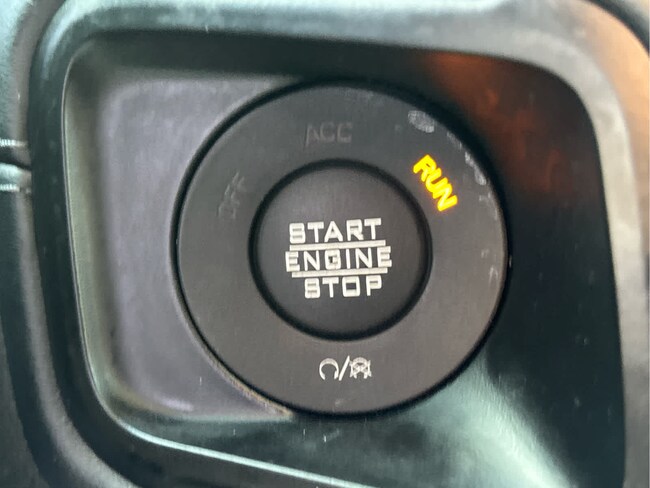 ACC
OFF
RUN
START
ENGINE
STOP